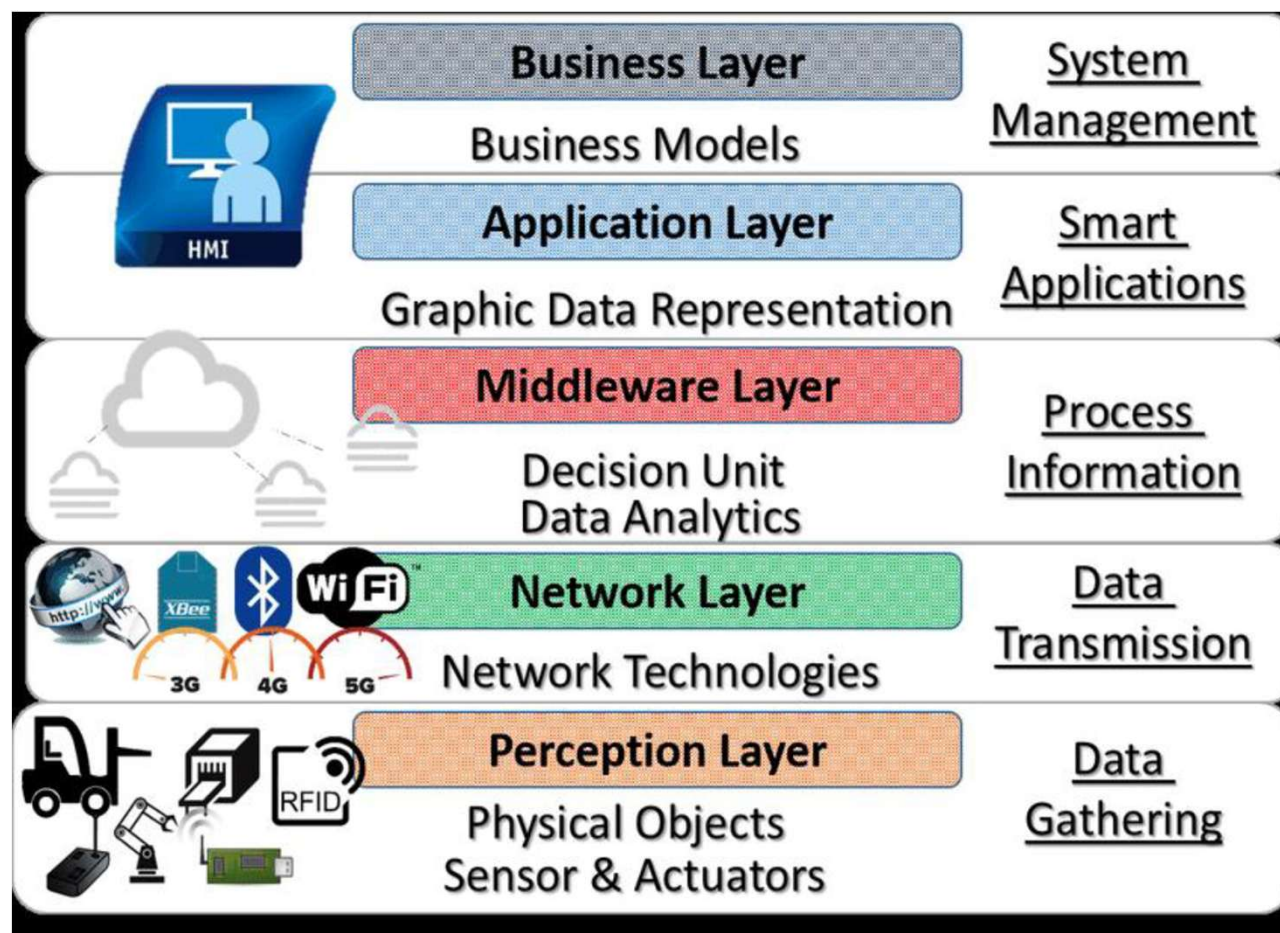 Business Layer
Business Models
System
Management
HMI
Application Layer
Graphic Data Representation
Smart
Applications
Middleware Layer
Decision Unit
Data Analytics
Process
Information
http://www.
XBee
Wi Fi™
3G
4G
5G
Network Layer
Network Technologies
Data
Transmission
RFID
Perception Layer
Physical Objects
Sensor & Actuators
Data
Gathering